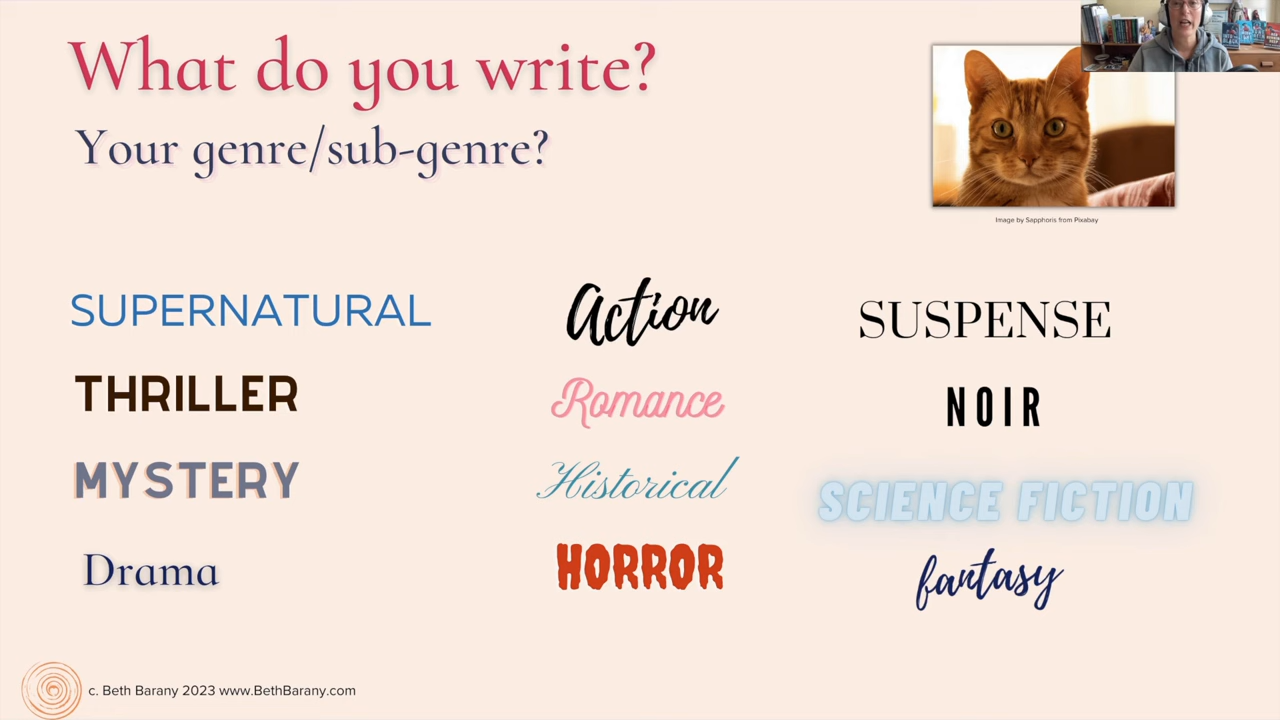 What do you write?
Your genre/sub-genre?
Image by Sapphoris from Pixabay
SUPERNATURAL
Action
SUSPENSE
THRILLER
Romance
NOIR
MYSTERY
Historical
SCIENCE FICTION
Drama
HORROR
fantasy
c. Beth Barany 2023 www.BethBarany.com